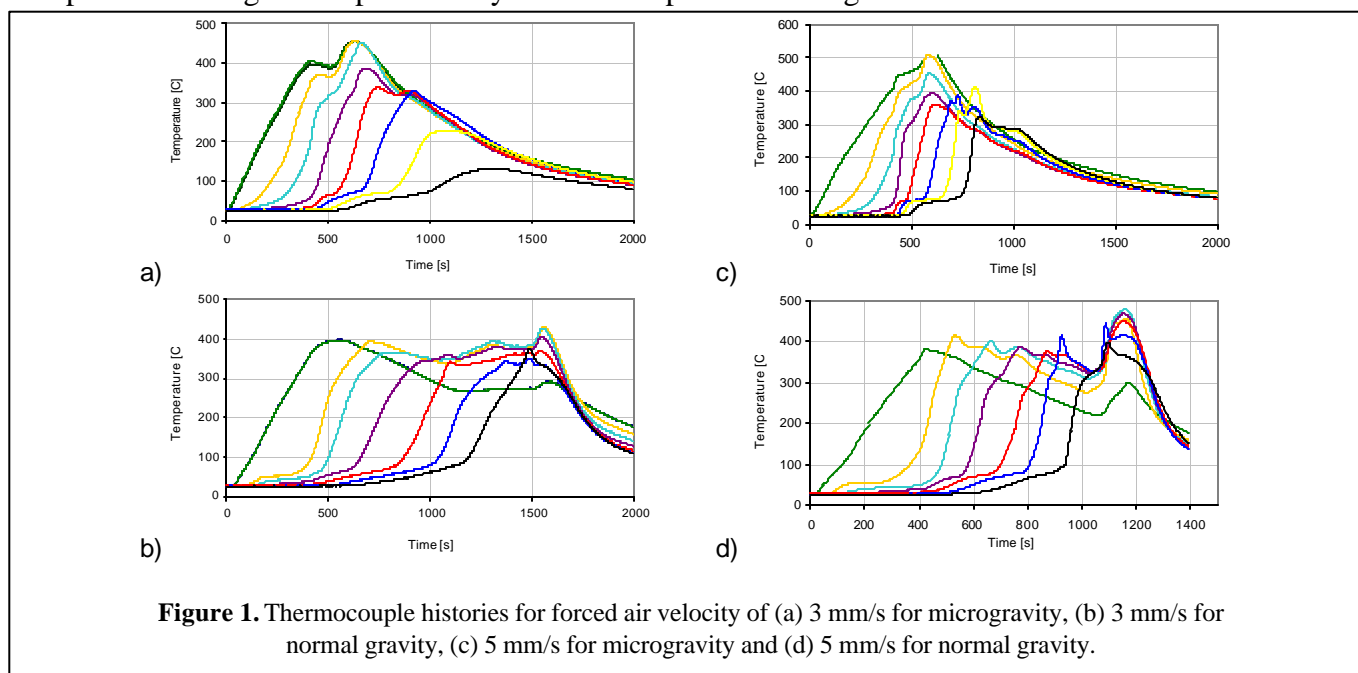 500
400
300
200
100
0
Temperature [C
0 500 1000 1500 2000
Time [s]
a)
600
500
400
300
200
100
0
Temperature [C
0 500 1000 1500 2000
Time [s]
c)
500
400
300
200
100
0
Temperature [C
0 500 1000 1500 2000
Time [s]
b)
500
400
300
200
100
0
Temperature [C
0 200 400 600 800 1000 1200 1400
Time [s]
d)
Figure 1. Thermocouple histories for forced air velocity of (a) 3 mm/s for microgravity, (b) 3 mm/s for
normal gravity, (c) 5 mm/s for microgravity and (d) 5 mm/s for normal gravity.